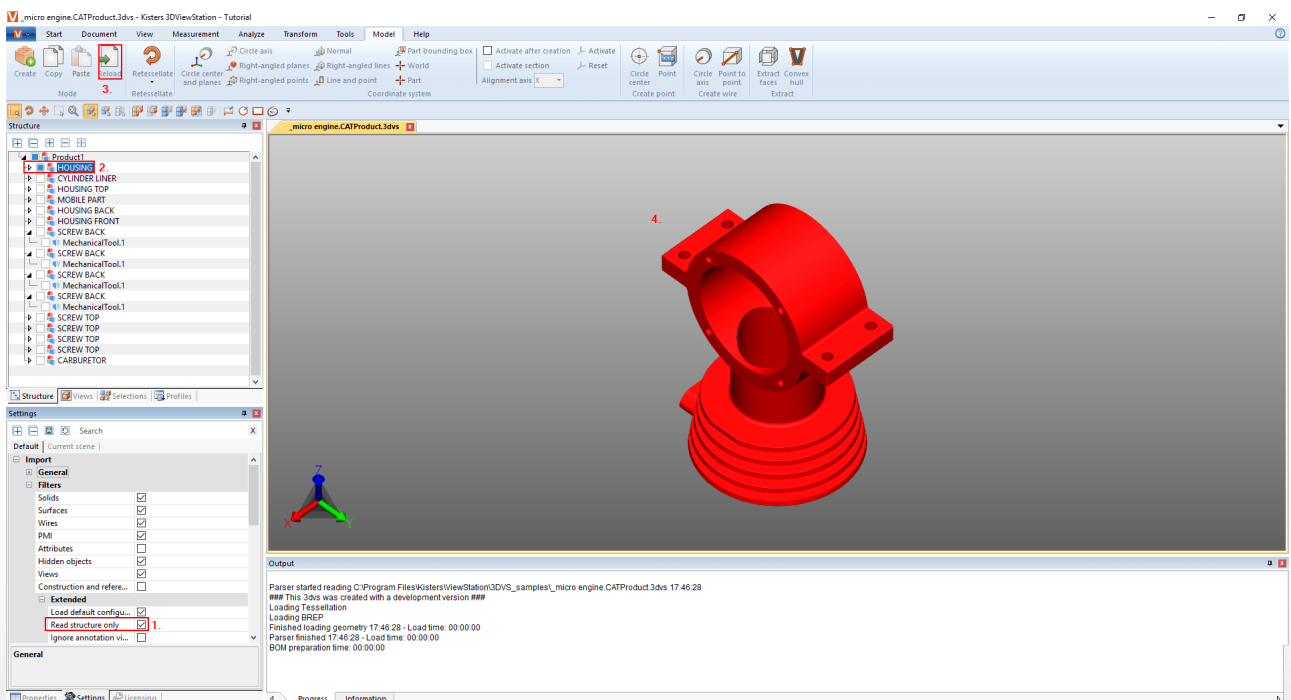 _micro engine.CATProduct.3dvs - Kisters 3DViewStation - Tutorial
Start Document View Measurement Analyze Transform Tools Model Help
Create Copy Paste Reload
3.
Node
Retessellate
Retessellate
Circle center and planes
Circle axis
Right-angled planes
Right-angled points
Normal
Right-angled lines
Line and point
Part bounding box
World
Part
Activate after creation
Activate section
Alignment axis X
Activate
Reset
Coordinate system
Circle center
Point
Create point
Circle axis
Point to point
Create wire
Extract faces
Convex hull
Extract
Structure
_micro engine.CATProduct.3dvs
Product1
HOUSING 2.
CYLINDER LINER
HOUSING TOP
MOBILE PART
HOUSING BACK
HOUSING FRONT
SCREW BACK
MechanicalTool.1
SCREW BACK
MechanicalTool.1
SCREW BACK
MechanicalTool.1
SCREW BACK
MechanicalTool.1
SCREW TOP
SCREW TOP
SCREW TOP
SCREW TOP
CARBURETOR
Structure Views Selections Profiles
4.
Z
X
Y
Settings
Search X
Default Current scene
Import
General
Filters
Solids
Surfaces
Wires
PMI
Attributes
Hidden objects
Views
Construction and refere...
Extended
Load default configu...
Read structure only 1.
Ignore annotation vi...
General
Properties Settings Licensing
Output
Parser started reading C:\Program Files\Kisters\ViewStation\3DVS_samples\_micro engine.CATProduct.3dvs 17:46:28
### This 3dvs was created with a development version ###
Loading Tessellation
Loading BREP
Finished loading geometry 17:46:28 - Load time: 00:00:00
Parser finished 17:46:28 - Load time: 00:00:00
BOM preparation time: 00:00:00
Progress Information